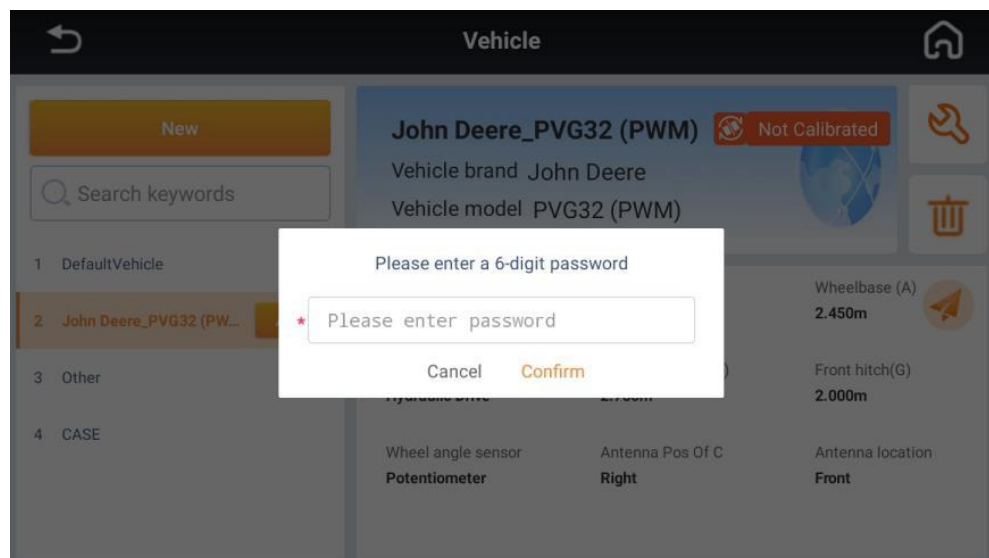 Vehicle
New
John Deere_PVG32 (PWM)
Not Calibrated
Search keywords
Vehicle brand John Deere
Vehicle model PVG32 (PWM)
Please enter a 6-digit password
1 DefaultVehicle
Wheelbase (A)
2.450m
2 John Deere_PVG32 (PW...
* Please enter password
Cancel Confirm
3 Other
Front hitch(G)
2.000m
4 CASE
Wheel angle sensor
Potentiometer
Antenna Pos Of C
Right
Antenna location
Front